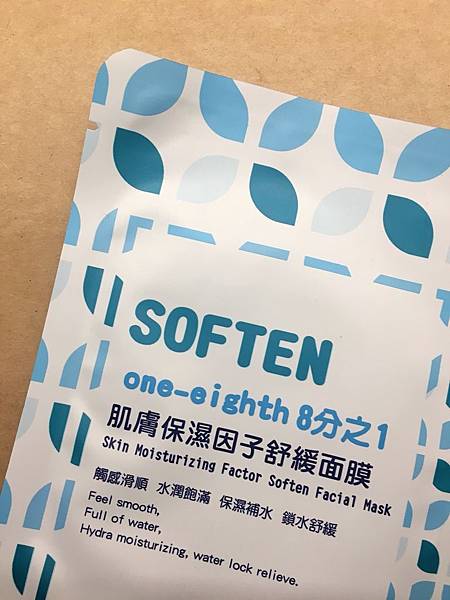 SOFTEN
one-eighth 8分之1
肌膚保濕因子舒緩面膜
Skin Moisturizing Factor Soften Facial Mask
觸感滑順 水潤飽滿 保濕補水 鎖水舒緩
Feel smooth,
Full of water,
Hydra moisturizing, water lock relieve.